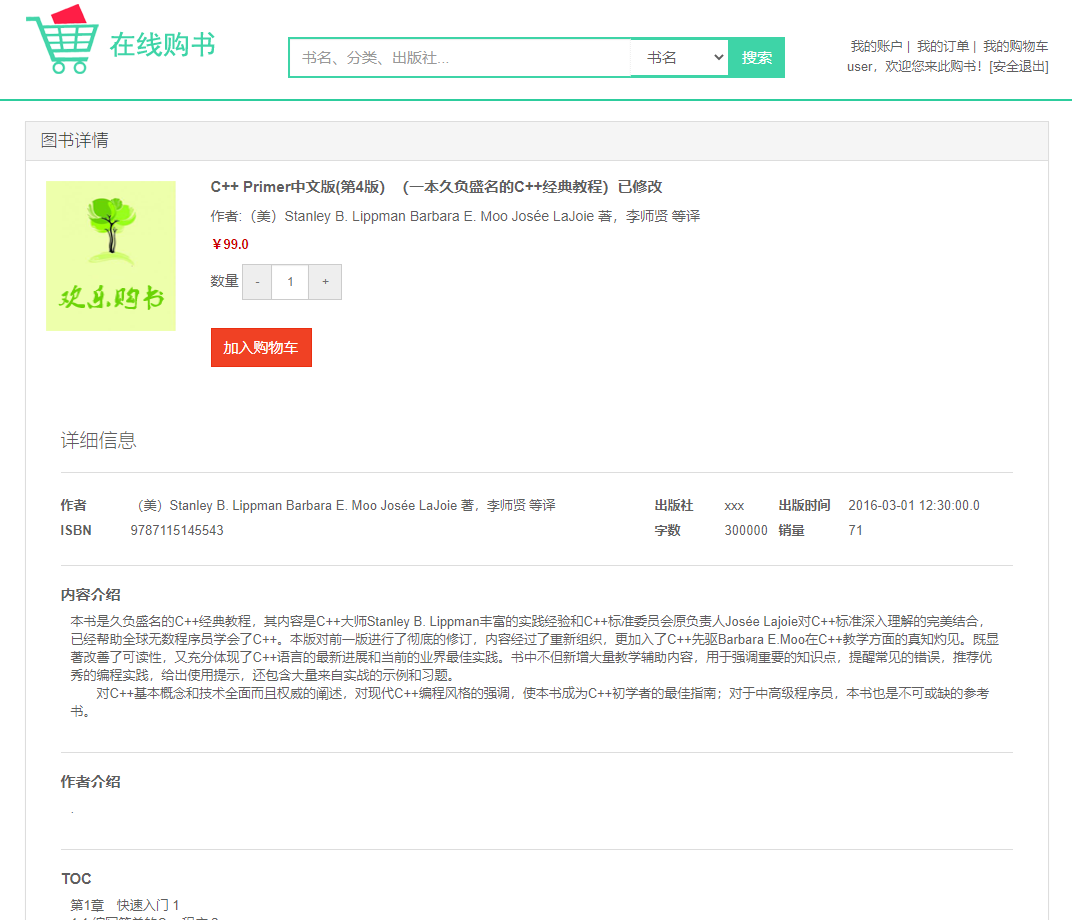 在线购书
书名、分类、出版社...
书名
搜索
我的账户 | 我的订单 | 我的购物车
user，欢迎您来此购书! [安全退出]
图书详情
欢乐购书
C++ Primer中文版(第4版) （一本久负盛名的C++经典教程）已修改
作者:（美）Stanley B. Lippman Barbara E. Moo Josée LaJoie 著，李师贤 等译
￥99.0
数量 - 1 +
加入购物车
详细信息
作者 （美）Stanley B. Lippman Barbara E. Moo Josée LaJoie 著，李师贤 等译 出版社 xxx 出版时间 2016-03-01 12:30:00.0
ISBN 9787115145543 字数 300000 销量 71
内容介绍
本书是久负盛名的C++经典教程，其内容是C++大师Stanley B. Lippman丰富的实践经验和C++标准委员会原负责人Josée Lajoie对C++标准深入理解的完美结合，
已经帮助全球无数程序员学会了C++。本版对前一版进行了彻底的修订，内容经过了重新组织，更加入了C++先驱Barbara E.Moo在C++教学方面的真知灼见。既显
著改善了可读性，又充分体现了C++语言的最新进展和当前的业界最佳实践。书中不但新增大量教学辅助内容，用于强调重要的知识点，提醒常见的错误，推荐优
秀的编程实践，给出使用提示，还包含大量来自实战的示例和习题。
对C++基本概念和技术全面而且权威的阐述，对现代C++编程风格的强调，使本书成为C++初学者的最佳指南；对于中高级程序员，本书也是不可或缺的参考
书。
作者介绍
.
TOC
第1章 快速入门 1